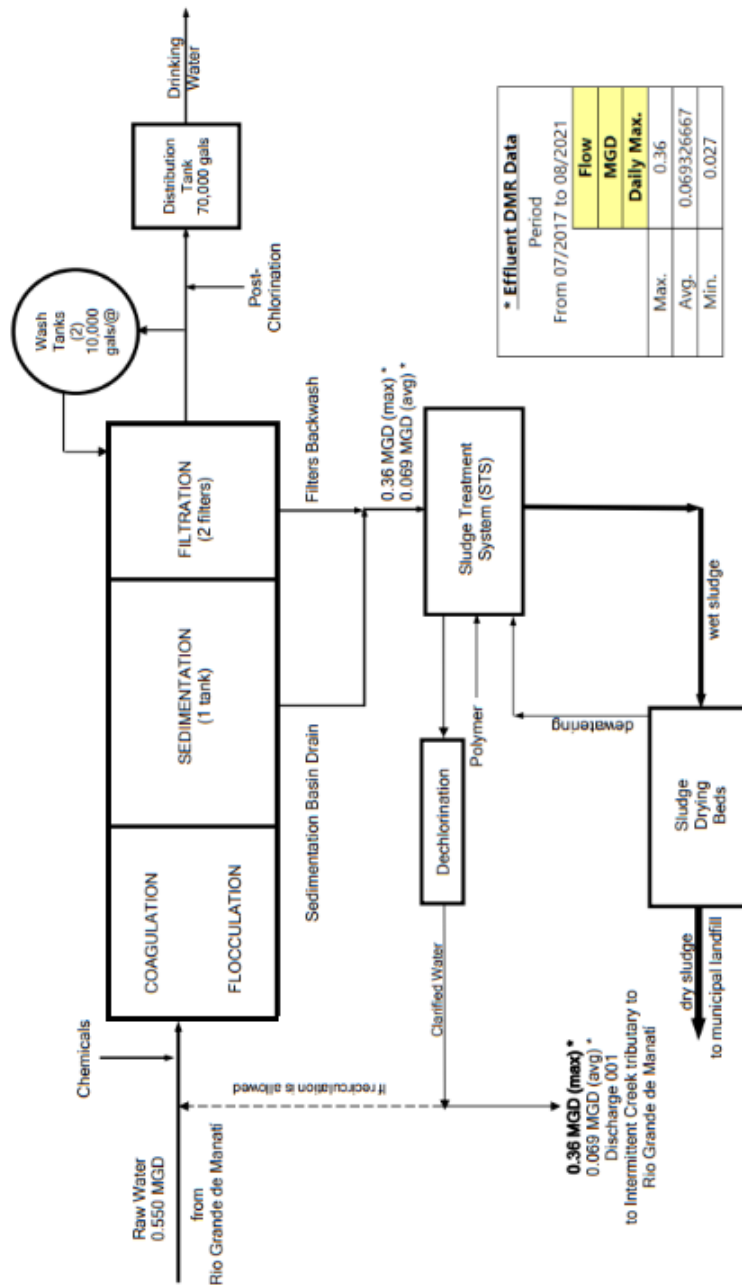 Raw Water
0.550 MGD
from
Rio Grande de Manatí
Chemicals
COAGULATION
FLOCCULATION
SEDIMENTATION
(1 tank)
FILTRATION
(2 filters)
Wash
Tanks
(2)
10,000
gals/@
Post-
Chlorination
Distribution
Tank
70,000 gals
Drinking
Water
Sedimentation Basin Drain
Filters Backwash
0.36 MGD (max) *
0.069 MGD (avg) *
Sludge Treatment
System (STS)
Polymer
Dechlorination
Clarified Water
If recirculation is allowed
0.36 MGD (max) *
0.069 MGD (avg) *
Discharge 001
to Intermittent Creek tributary to
Rio Grande de Manatí
wet sludge
dewatering
Sludge
Drying
Beds
dry sludge
to municipal landfill
* Effluent DMR Data
Period
From 07/2017 to 08/2021
Flow
MGD
Daily Max.
Max. 0.36
Avg. 0.069326667
Min. 0.027